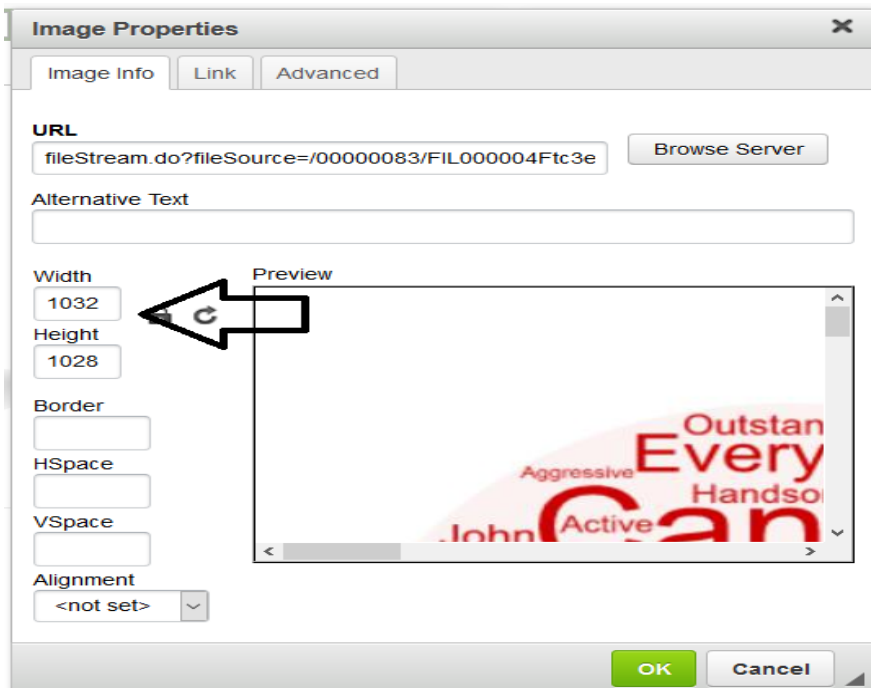 Image Properties
Image Info Link Advanced
URL
fileStream.do?fileSource=/00000083/FIL000004Ftc3e
Browse Server
Alternative Text
Width
1032
Height
1028
Border
HSpace
VSpace
Alignment
<not set>
Preview
Outstan
Aggressive Every
Handso
John Active Can
OK Cancel